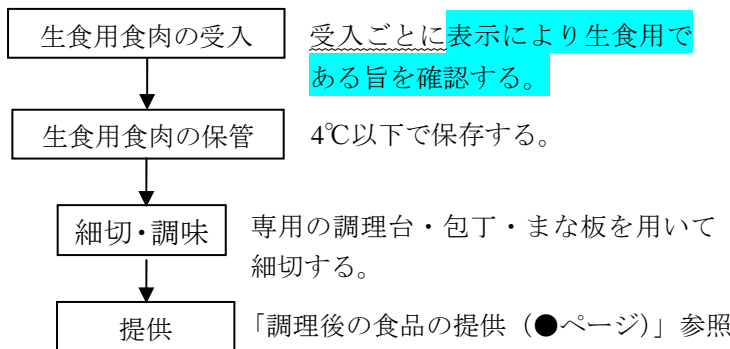 生食用食肉の受入
受入ごとに表示により生食用で
ある旨を確認する。
生食用食肉の保管
4℃以下で保存する。
細切・調味
専用の調理台・包丁・まな板を用いて
細切する。
提供
「調理後の食品の提供（●ページ）」参照